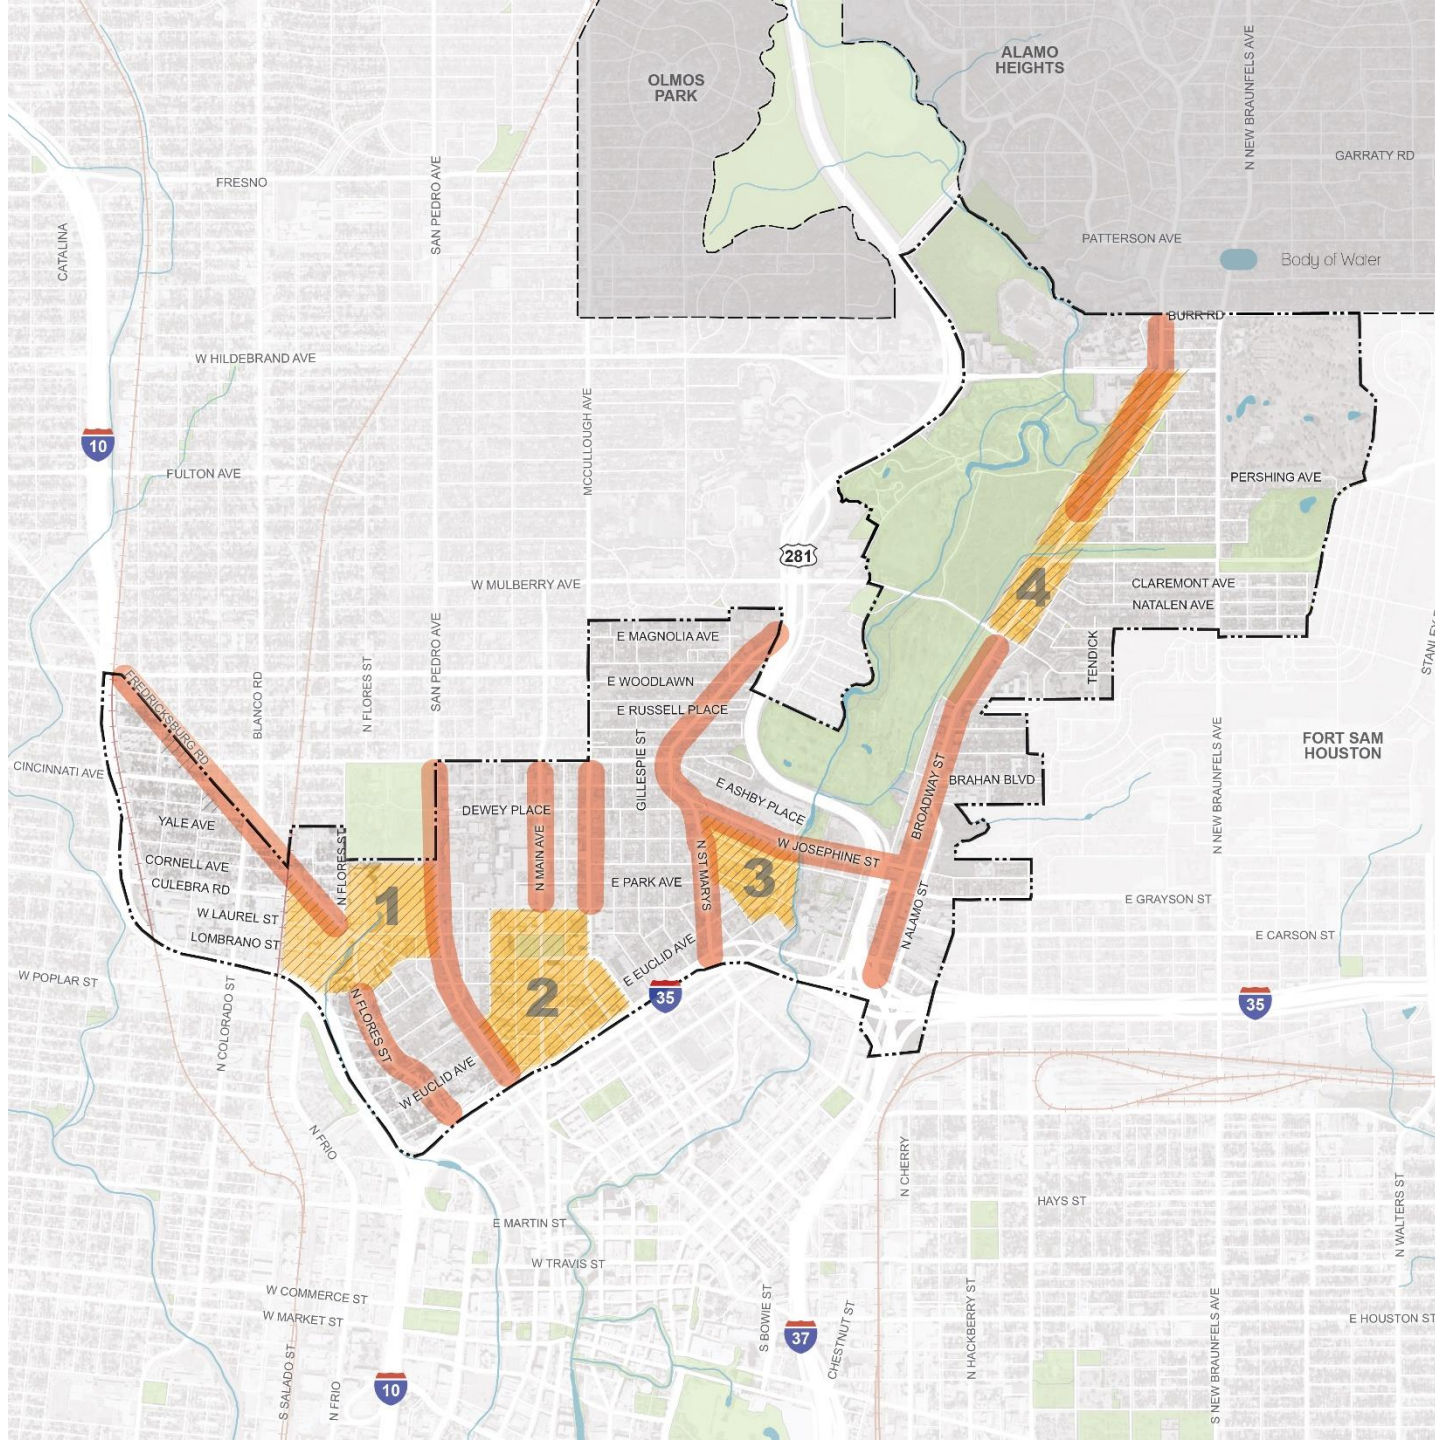 OLMOS
PARK
ALAMO
HEIGHTS
N NEW BRAUNFELS AVE
GARRATY RD
FRESNO
SAN PEDRO AVE
CATALINA
PATTERSON AVE
Body of Water
BURR RD
W HILDEBRAND AVE
MCCULLOUGH AVE
10
FULTON AVE
PERSHING AVE
281
W MULBERRY AVE
4
CLAREMONT AVE
NATALEN AVE
E MAGNOLIA AVE
TENDICK
E WOODLAWN
FREDRICKSBURG RD
BLANCO RD
N FLORES ST
SAN PEDRO AVE
E RUSSELL PLACE
N NEW BRAUNFELS AVE
FORT SAM
HOUSTON
CINCINNATI AVE
GILLESPIE ST
E ASHBY PLACE
BROADWAY ST
BRAHAN BLVD
DEWEY PLACE
YALE AVE
N FLORES ST
N MAIN AVE
W JOSEPHINE ST
CORNELL AVE
CULEBRA RD
E PARK AVE
N ST MARYS
3
1
W LAUREL ST
N ALAMO ST
E GRAYSON ST
LOMBRANO ST
E CARSON ST
W POPLAR ST
E EUCLID AVE
2
35
35
N COLORADO ST
N FLORES ST
W EUCLID AVE
N FRIO
N CHERRY
HAYS ST
N WALTERS ST
E MARTIN ST
W TRAVIS ST
W COMMERCE ST
W MARKET ST
S BOWIE ST
37
CHESTNUT ST
N HACKBERRY ST
S NEW BRAUNFELS AVE
E HOUSTON ST
S SALADO ST
N FRIO
10